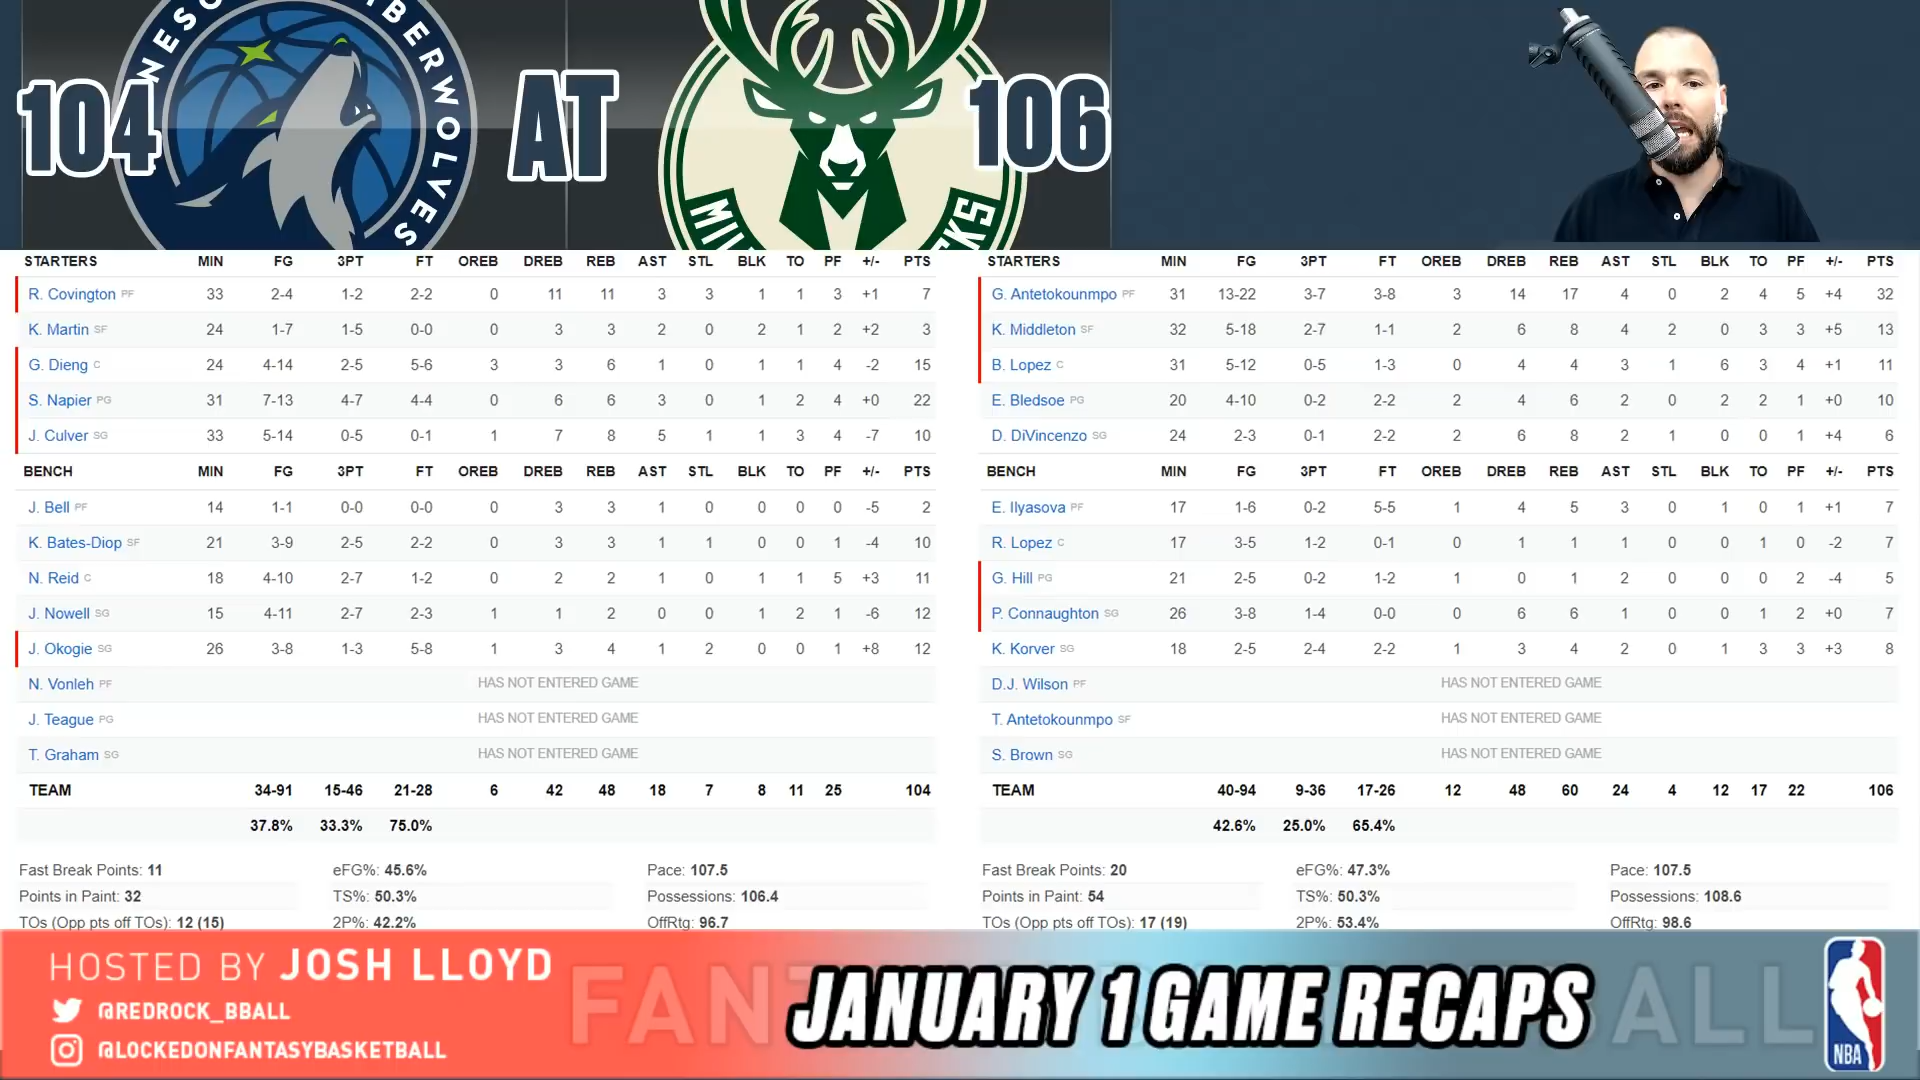 104 NESO MBERWOLVES AT MIL KS 106
STARTERS MIN FG 3PT FT OREB DREB REB AST STL BLK TO PF +/- PTS
R. Covington PF 33 2-4 1-2 2-2 0 11 11 3 3 1 1 3 +1 7
K. Martin SF 24 1-7 1-5 0-0 0 3 3 2 0 2 1 2 +2 3
G. Dieng C 24 4-14 2-5 5-6 3 3 6 1 0 1 1 4 -2 15
S. Napier PG 31 7-13 4-7 4-4 0 6 6 3 0 1 2 4 +0 22
J. Culver SG 33 5-14 0-5 0-1 1 7 8 5 1 1 3 4 -7 10
BENCH MIN FG 3PT FT OREB DREB REB AST STL BLK TO PF +/- PTS
J. Bell PF 14 1-1 0-0 0-0 0 3 3 1 0 0 0 0 -5 2
K. Bates-Diop SF 21 3-9 2-5 2-2 0 3 3 1 1 0 0 1 -4 10
N. Reid C 18 4-10 2-7 1-2 0 2 2 1 0 1 1 5 +3 11
J. Nowell SG 15 4-11 2-7 2-3 1 1 2 0 0 1 2 1 -6 12
J. Okogie SG 26 3-8 1-3 5-8 1 3 4 1 2 0 0 1 +8 12
N. Vonleh PF HAS NOT ENTERED GAME
J. Teague PG HAS NOT ENTERED GAME
T. Graham SG HAS NOT ENTERED GAME
TEAM 34-91 15-46 21-28 6 42 48 18 7 8 11 25 104
37.8% 33.3% 75.0%
Fast Break Points: 11 eFG%: 45.6% Pace: 107.5
Points in Paint: 32 TS%: 50.3% Possessions: 106.4
TOs (Opp pts off TOs): 12 (15) 2P%: 42.2% OffRtg: 96.7
STARTERS MIN FG 3PT FT OREB DREB REB AST STL BLK TO PF +/- PTS
G. Antetokounmpo PF 31 13-22 3-7 3-8 3 14 17 4 0 2 4 5 +4 32
K. Middleton SF 32 5-18 2-7 1-1 2 6 8 4 2 0 3 3 +5 13
B. Lopez C 31 5-12 0-5 1-3 0 4 4 3 1 6 3 4 +1 11
E. Bledsoe PG 20 4-10 0-2 2-2 2 4 6 2 0 2 2 1 +0 10
D. DiVincenzo SG 24 2-3 0-1 2-2 2 6 8 2 1 0 0 1 +4 6
BENCH MIN FG 3PT FT OREB DREB REB AST STL BLK TO PF +/- PTS
E. Ilyasova PF 17 1-6 0-2 5-5 1 4 5 3 0 1 0 1 +1 7
R. Lopez C 17 3-5 1-2 0-1 0 1 1 1 0 0 1 0 -2 7
G. Hill PG 21 2-5 0-2 1-2 1 0 1 2 0 0 0 2 -4 5
P. Connaughton SG 26 3-8 1-4 0-0 0 6 6 1 0 0 1 2 +0 7
K. Korver SG 18 2-5 2-4 2-2 1 3 4 2 0 1 3 3 +3 8
D.J. Wilson PF HAS NOT ENTERED GAME
T. Antetokounmpo SF HAS NOT ENTERED GAME
S. Brown SG HAS NOT ENTERED GAME
TEAM 40-94 9-36 17-26 12 48 60 24 4 12 17 22 106
42.6% 25.0% 65.4%
Fast Break Points: 20 eFG%: 47.3% Pace: 107.5
Points in Paint: 54 TS%: 50.3% Possessions: 108.6
TOs (Opp pts off TOs): 17 (19) 2P%: 53.4% OffRtg: 98.6
HOSTED BY JOSH LLOYD
@REDROCK_BBALL
@LOCKEDONFANTASYBASKETBALL
FAN ALL
JANUARY 1 GAME RECAPS
NBA